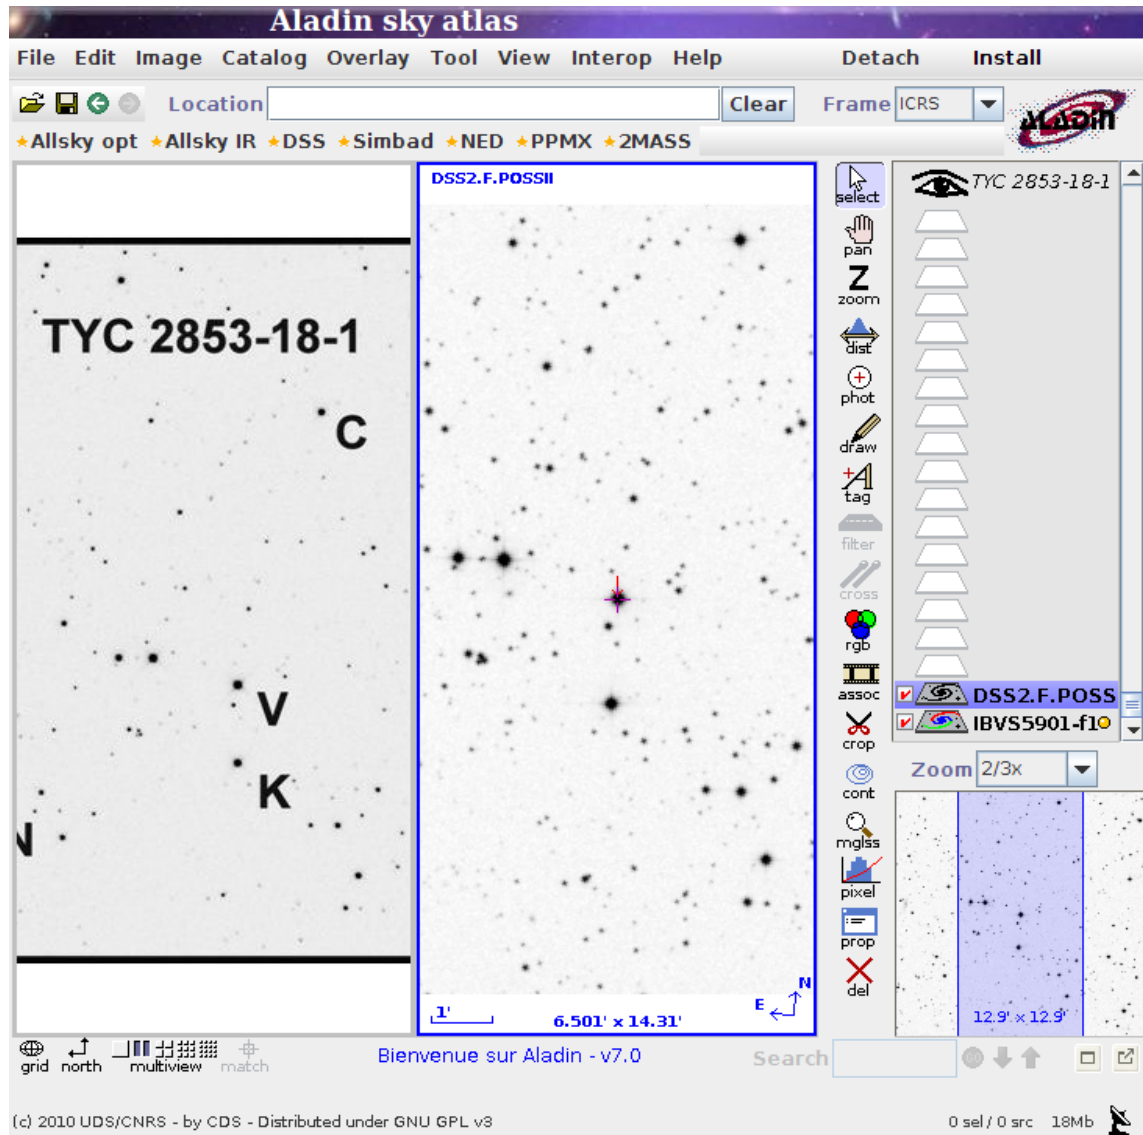 Aladin sky atlas
File Edit Image Catalog Overlay Tool View Interop Help Detach Install
Location Clear Frame ICRS
ALADIN
Allsky opt Allsky IR DSS Simbad NED PPMX 2MASS
TYC 2853-18-1
C
V
K
N
DSS2.F.POSSII
1'
6.501' x 14.31'
N
E
select
pan
Z
zoom
dist
phot
draw
tag
filter
cross
rgb
assoc
crop
cont
mglss
pixel
prop
del
TYC 2853-18-1
DSS2.F.POSS
IBVS5901-f1
Zoom 2/3x
12.9' x 12.9'
grid north multiview match
Bienvenue sur Aladin - v7.0
Search GO
(c) 2010 UDS/CNRS - by CDS - Distributed under GNU GPL v3
0 sel / 0 src 18Mb